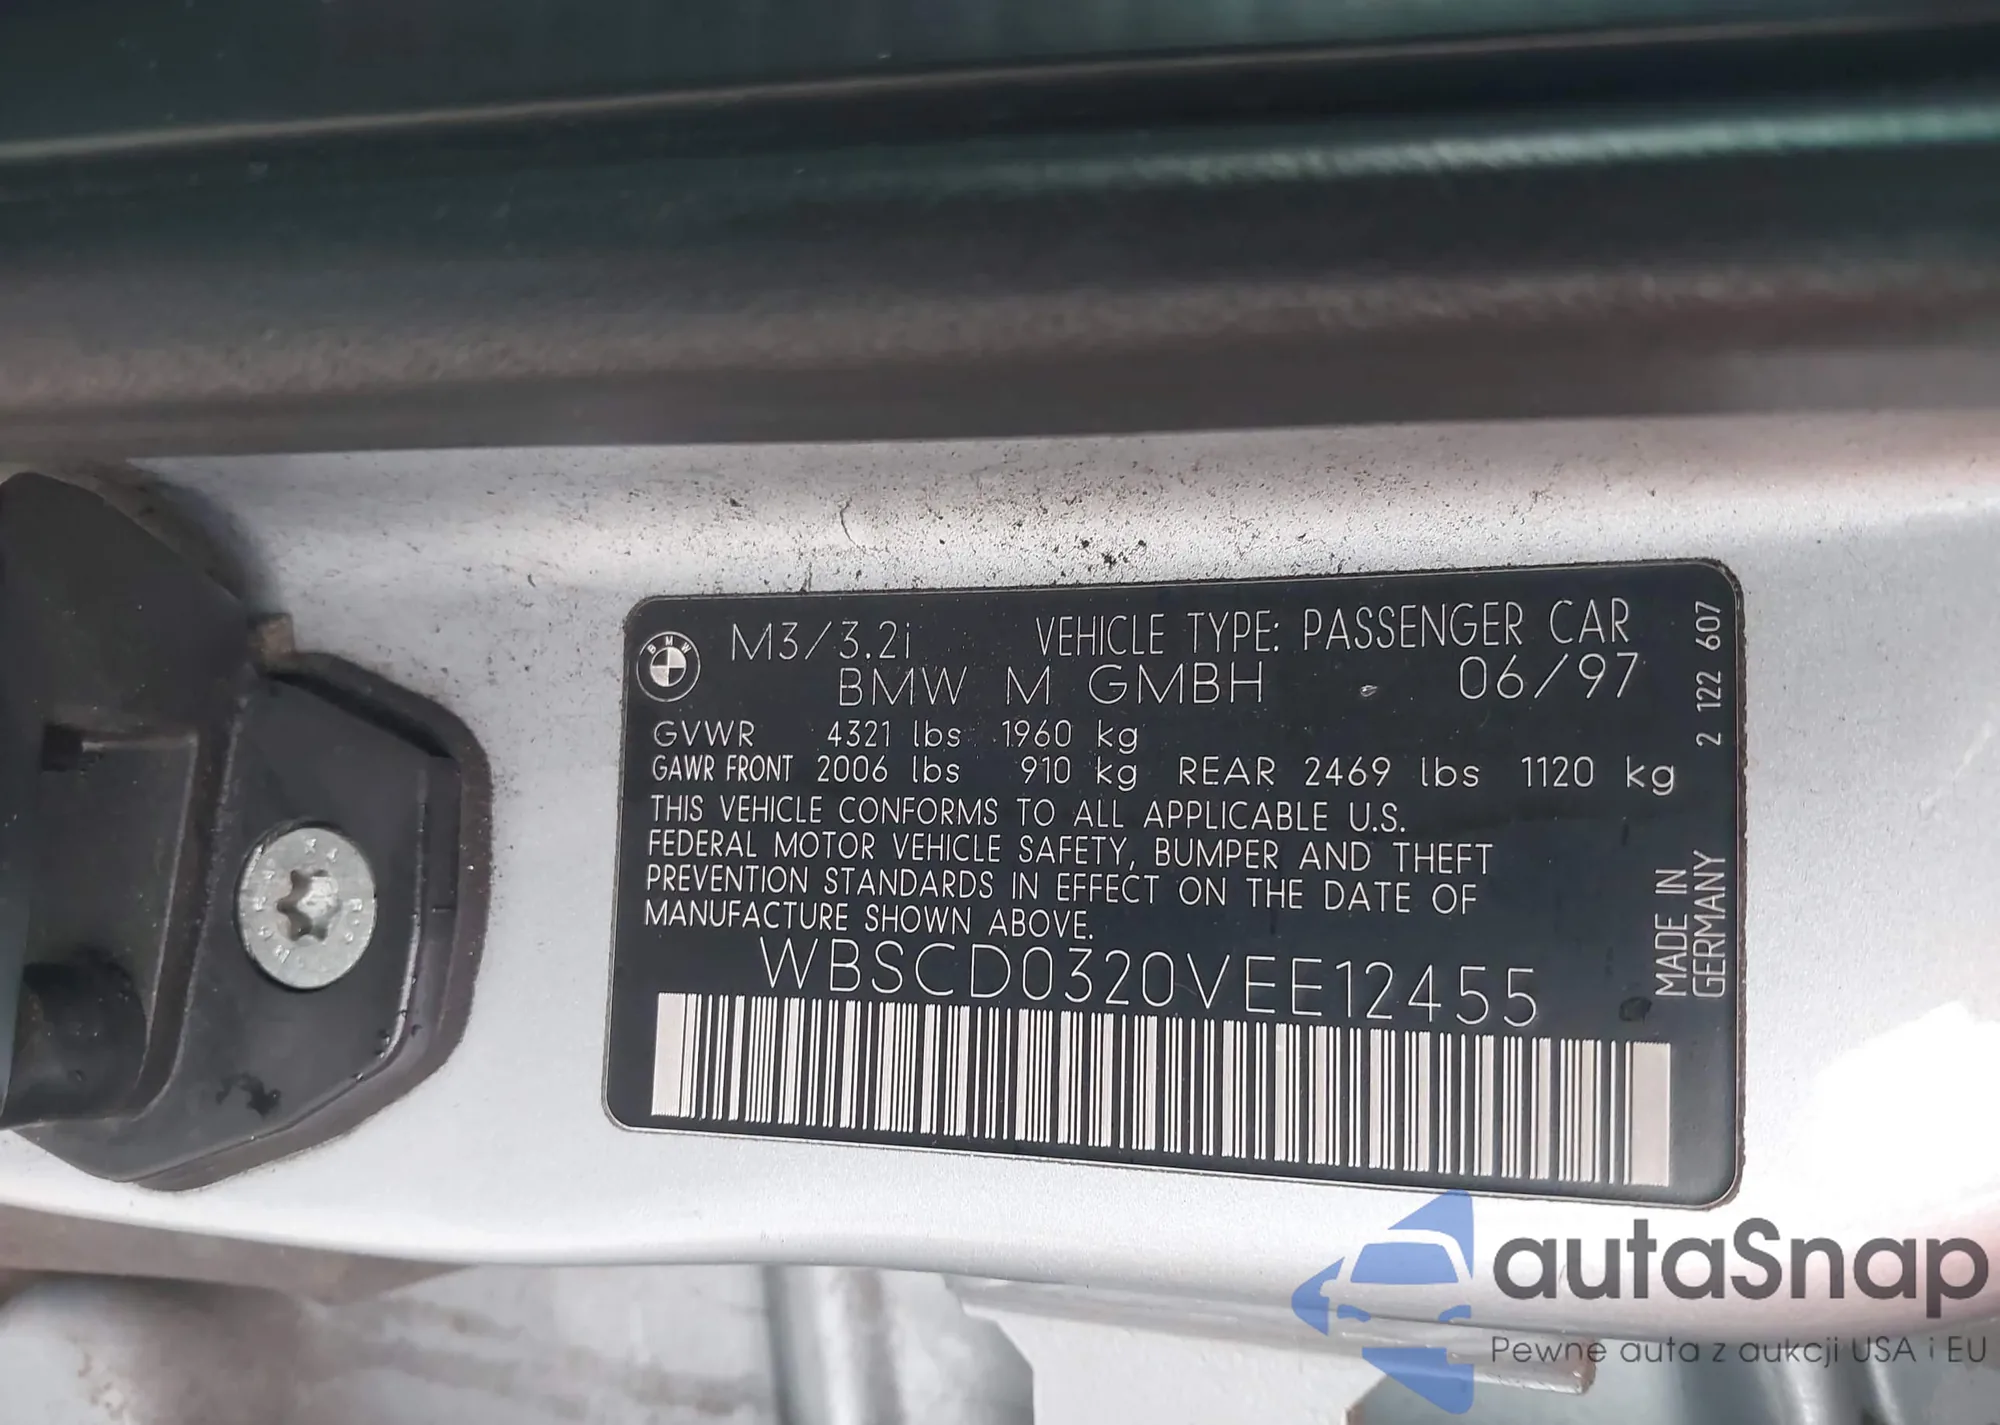 M3/3.2i VEHICLE TYPE: PASSENGER CAR
BMW M GMBH 06/97
GVWR 4321 lbs 1960 kg
GAWR FRONT 2006 lbs 910 kg REAR 2469 lbs 1120 kg
THIS VEHICLE CONFORMS TO ALL APPLICABLE U.S.
FEDERAL MOTOR VEHICLE SAFETY, BUMPER AND THEFT
PREVENTION STANDARDS IN EFFECT ON THE DATE OF
MANUFACTURE SHOWN ABOVE.
WBSCD0320VEE12455
2 122 607
MADE IN
GERMANY
BMW
autaSnap
Pewne auta z aukcji USA i EU